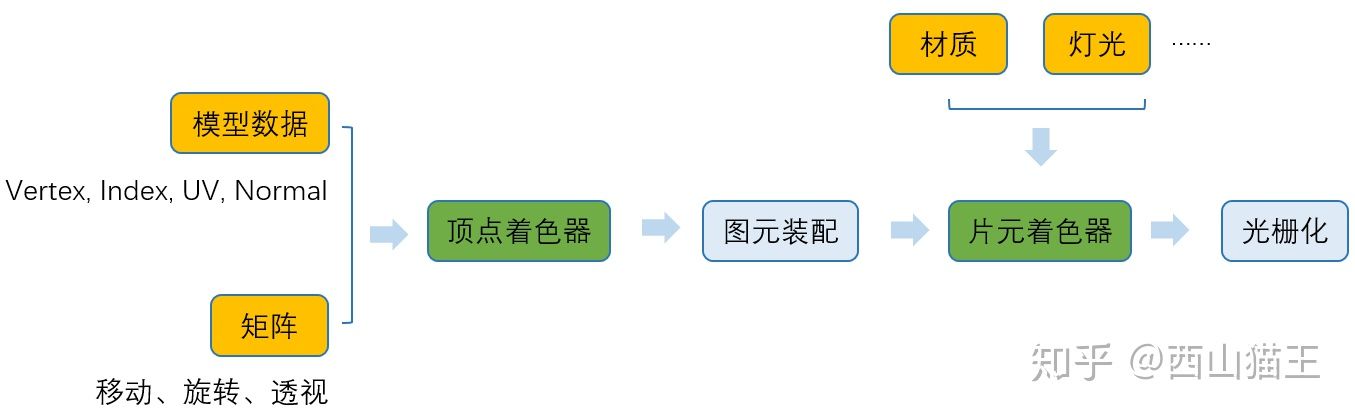 材质
灯光
……
模型数据
Vertex, Index, UV, Normal
顶点着色器
图元装配
片元着色器
光栅化
矩阵
移动、旋转、透视
知乎 @西山猫王